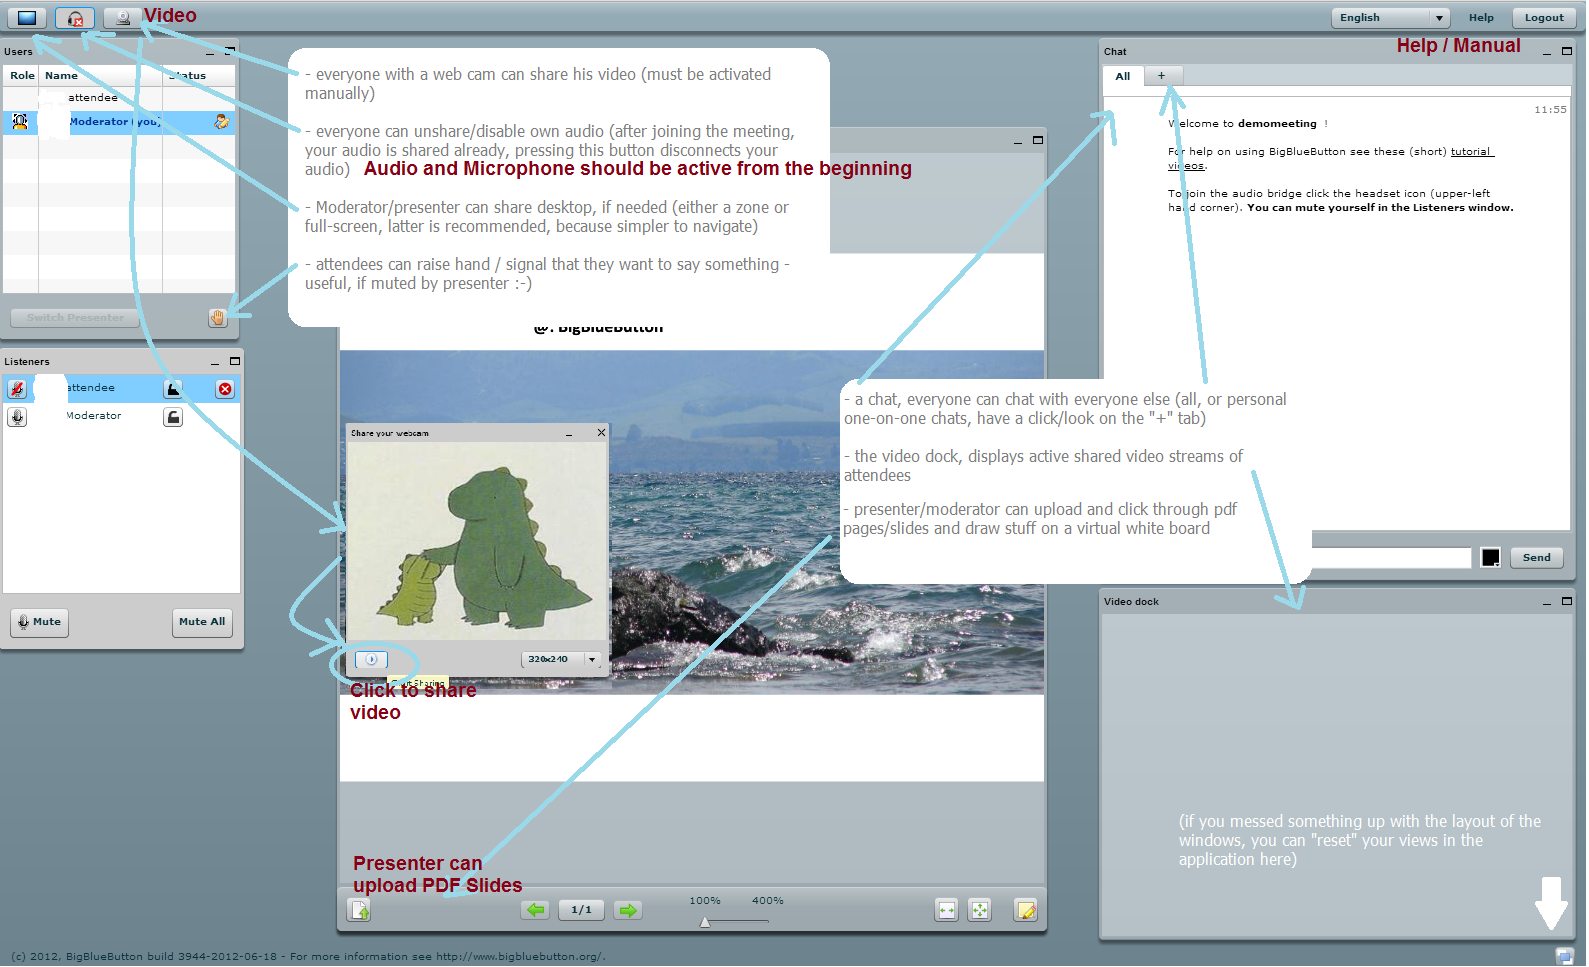 Video
English
Help
Logout
Help / Manual
Users
Role Name Status
attendee
Moderator (you)
Switch Presenter
- everyone with a web cam can share his video (must be activated
manually)
- everyone can unshare/disable own audio (after joining the meeting,
your audio is shared already, pressing this button disconnects your
audio)
Audio and Microphone should be active from the beginning
- Moderator/presenter can share desktop, if needed (either a zone or
full-screen, latter is recommended, because simpler to navigate)
- attendees can raise hand / signal that they want to say something -
useful, if muted by presenter :-)
BigBlueButton
Listeners
attendee
Moderator
Mute
Mute All
Share your webcam
320x240
Start Sharing
Click to share
video
Presenter can
upload PDF Slides
1/1
100%
400%
Chat
All
+
11:55
Welcome to demomeeting !
For help on using BigBlueButton see these (short) tutorial
videos.
To join the audio bridge click the headset icon (upper-left
hand corner). You can mute yourself in the Listeners window.
- a chat, everyone can chat with everyone else (all, or personal
one-on-one chats, have a click/look on the "+" tab)
- the video dock, displays active shared video streams of
attendees
- presenter/moderator can upload and click through pdf
pages/slides and draw stuff on a virtual white board
Send
Video dock
(if you messed something up with the layout of the
windows, you can "reset" your views in the
application here)
(c) 2012, BigBlueButton build 3944-2012-06-18 - For more information see http://www.bigbluebutton.org/.